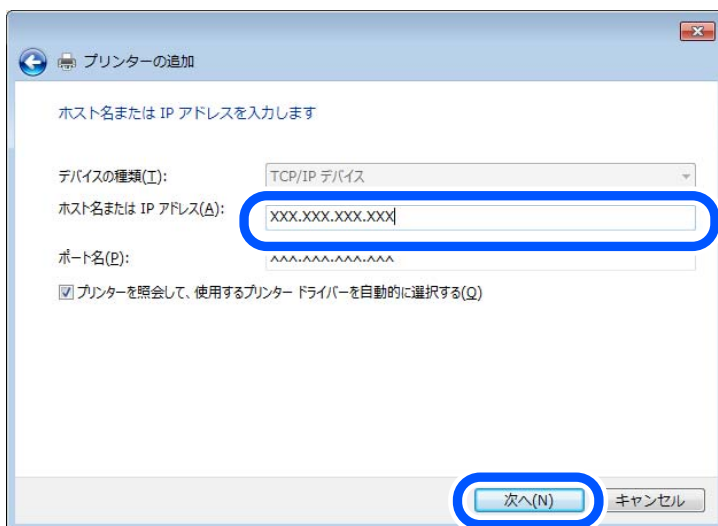 プリンターの追加
ホスト名または IP アドレスを入力します
デバイスの種類(T): TCP/IP デバイス
ホスト名または IP アドレス(A): XXX.XXX.XXX.XXX
ポート名(P): XXX.XXX.XXX.XXX
プリンターを照会して、使用するプリンター ドライバーを自動的に選択する(Q)
次へ(N) キャンセル